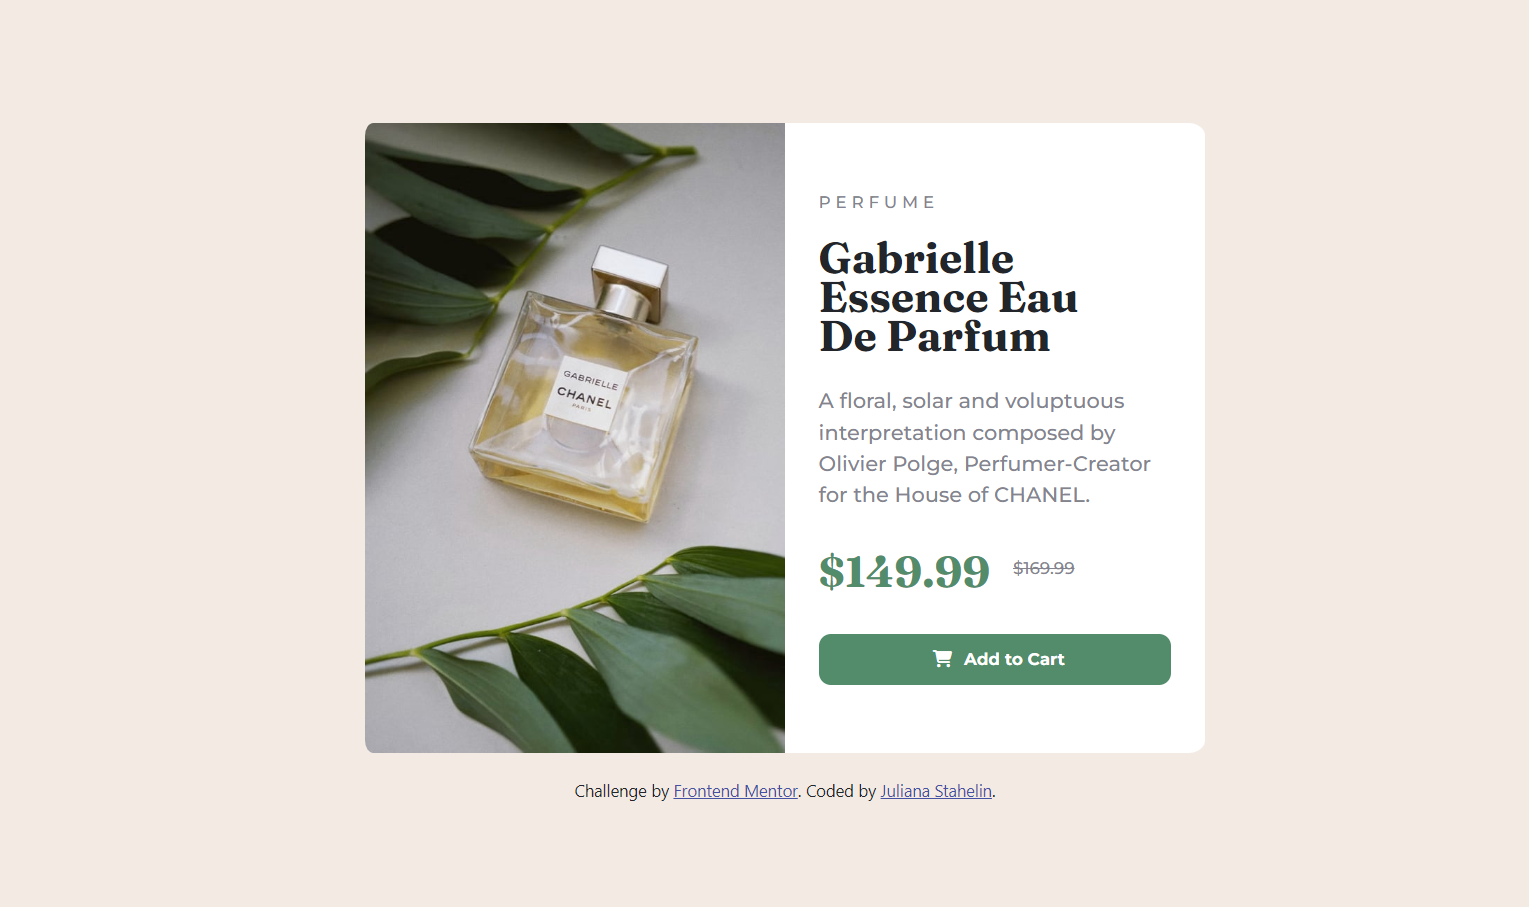 PERFUME
Gabrielle
Essence Eau
De Parfum
A floral, solar and voluptuous
interpretation composed by
Olivier Polge, Perfumer-Creator
for the House of CHANEL.
$149.99 $169.99
Add to Cart
GABRIELLE
CHANEL
PARIS
Challenge by Frontend Mentor. Coded by Juliana Stahelin.